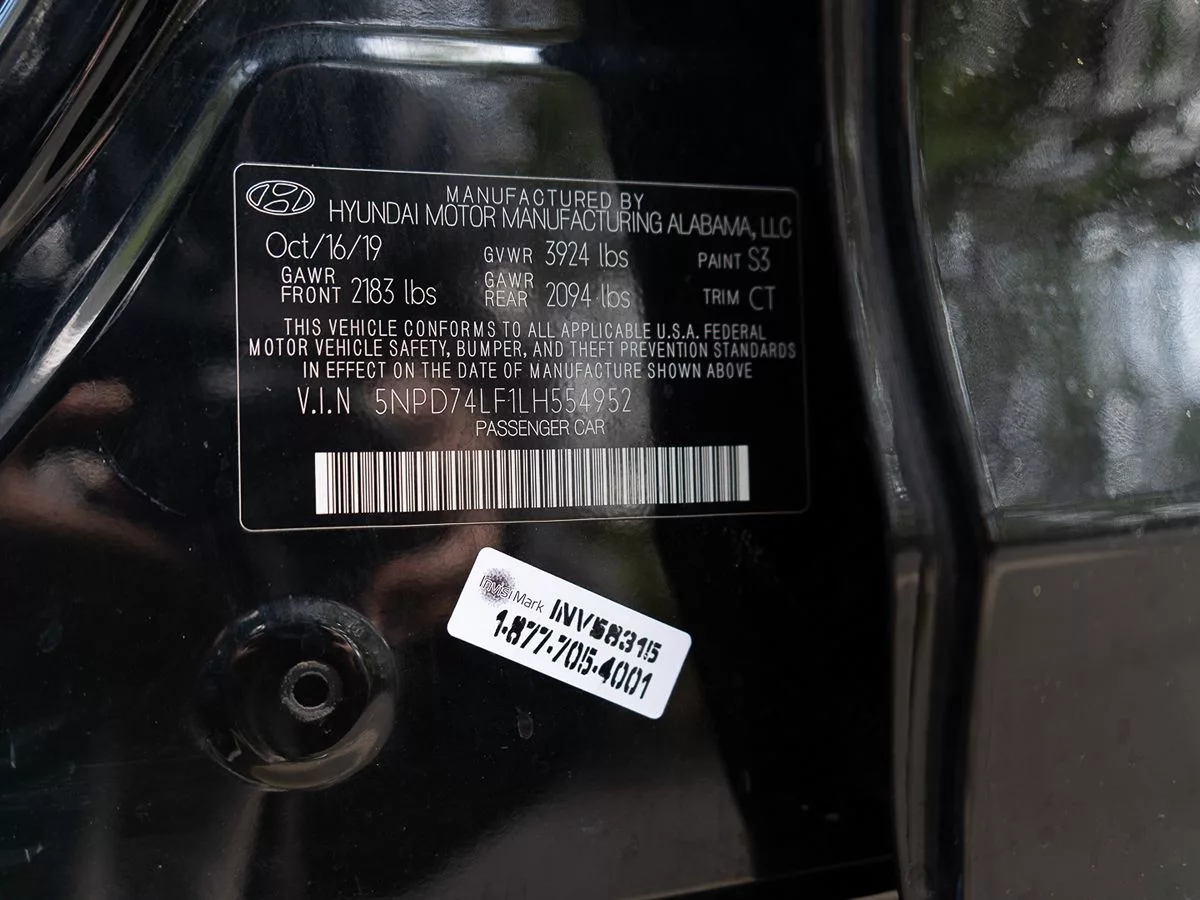 MANUFACTURED BY
HYUNDAI MOTOR MANUFACTURING ALABAMA, LLC
Oct/16/19 GVWR 3924 lbs PAINT S3
GAWR FRONT 2183 lbs GAWR REAR 2094 lbs TRIM CT
THIS VEHICLE CONFORMS TO ALL APPLICABLE U.S.A. FEDERAL
MOTOR VEHICLE SAFETY, BUMPER, AND THEFT PREVENTION STANDARDS
IN EFFECT ON THE DATE OF MANUFACTURE SHOWN ABOVE
V.I.N 5NPD74LF1LH554952
PASSENGER CAR
InvisiMark INV58315
1-877-705-4001